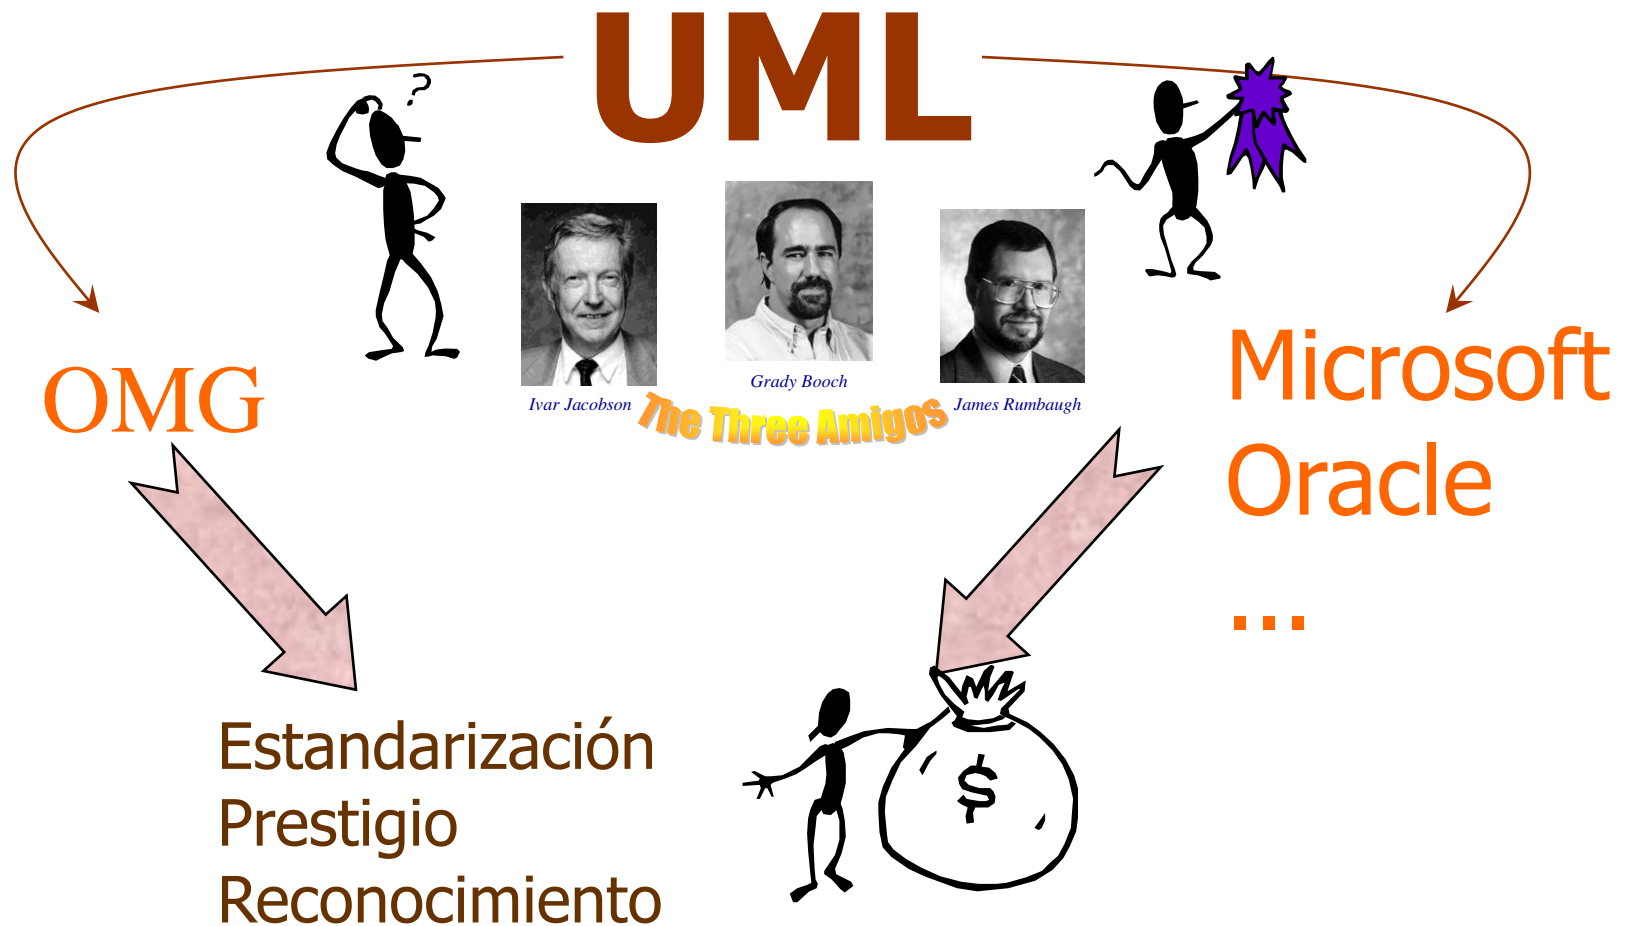 UML
?
Grady Booch
Ivar Jacobson
James Rumbaugh
The Three Amigos
OMG
Microsoft
Oracle
...
Estandarización
Prestigio
Reconocimiento
$